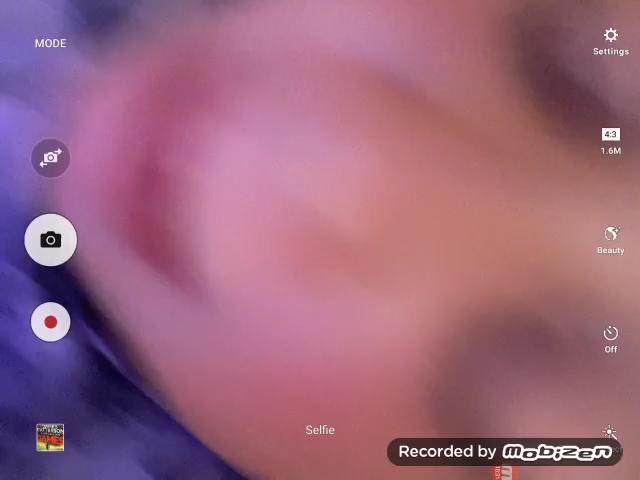 MODE
Settings
4:3
1.6M
Beauty
Off
Selfie
Recorded by Mobizen